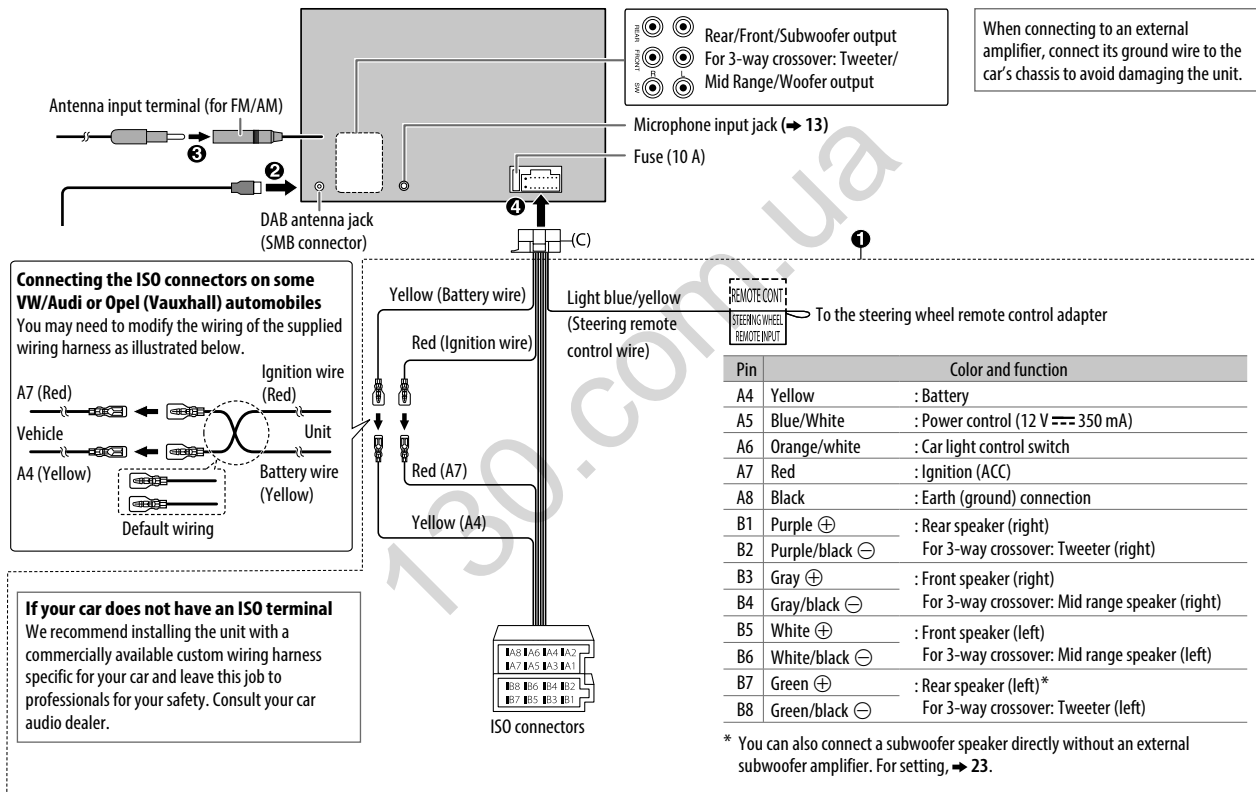 REAR
FRONT
SW
R
L
Rear/Front/Subwoofer output
For 3-way crossover: Tweeter/
Mid Range/Woofer output
When connecting to an external
amplifier, connect its ground wire to the
car's chassis to avoid damaging the unit.
Antenna input terminal (for FM/AM)
❸
❷
DAB antenna jack
(SMB connector)
Microphone input jack (➜ 13)
Fuse (10 A)
❹
(C)
❶
Connecting the ISO connectors on some
VW/Audi or Opel (Vauxhall) automobiles
You may need to modify the wiring of the supplied
wiring harness as illustrated below.
Ignition wire
(Red)
A7 (Red)
Vehicle
Unit
A4 (Yellow)
Battery wire
(Yellow)
Default wiring
Yellow (Battery wire)
Red (Ignition wire)
Red (A7)
Yellow (A4)
Light blue/yellow
(Steering remote
control wire)
REMOTE CONT
STEERING WHEEL
REMOTE INPUT
To the steering wheel remote control adapter
If your car does not have an ISO terminal
We recommend installing the unit with a
commercially available custom wiring harness
specific for your car and leave this job to
professionals for your safety. Consult your car
audio dealer.
A8 A6 A4 A2
A7 A5 A3 A1
B8 B6 B4 B2
B7 B5 B3 B1
ISO connectors
Pin Color and function
A4 Yellow : Battery
A5 Blue/White : Power control (12 V ⎓ 350 mA)
A6 Orange/white : Car light control switch
A7 Red : Ignition (ACC)
A8 Black : Earth (ground) connection
B1 Purple ⊕ : Rear speaker (right)
B2 Purple/black ⊖ For 3-way crossover: Tweeter (right)
B3 Gray ⊕ : Front speaker (right)
B4 Gray/black ⊖ For 3-way crossover: Mid range speaker (right)
B5 White ⊕ : Front speaker (left)
B6 White/black ⊖ For 3-way crossover: Mid range speaker (left)
B7 Green ⊕ : Rear speaker (left)*
B8 Green/black ⊖ For 3-way crossover: Tweeter (left)
* You can also connect a subwoofer speaker directly without an external
subwoofer amplifier. For setting, ➜ 23.
130.com.ua